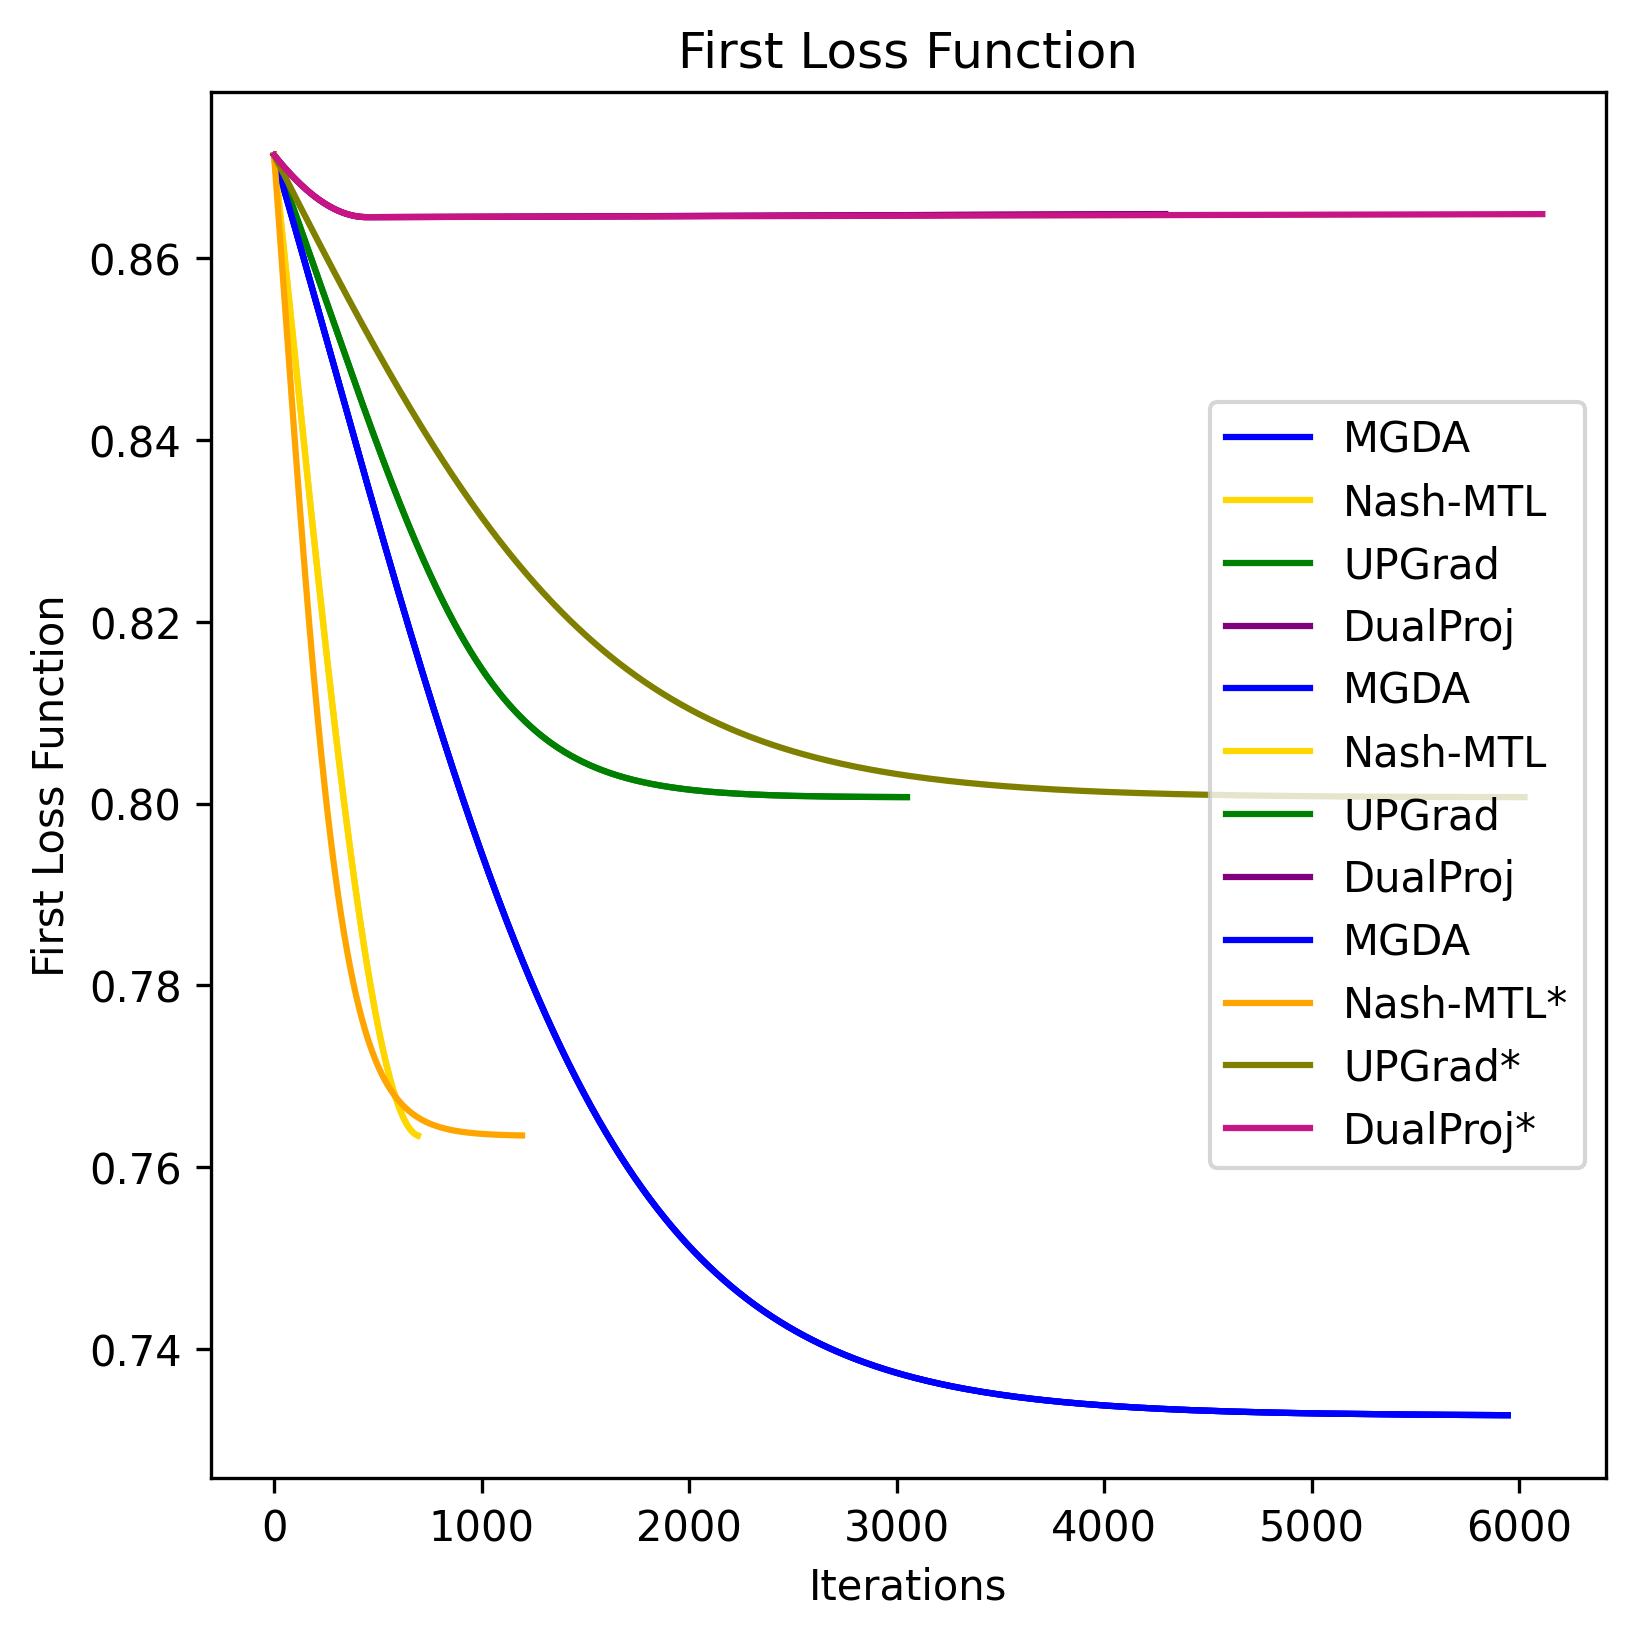 First Loss Function
First Loss Function
0.86
0.84
0.82
0.80
0.78
0.76
0.74
MGDA
Nash-MTL
UPGrad
DualProj
MGDA
Nash-MTL
UPGrad
DualProj
MGDA
Nash-MTL*
UPGrad*
DualProj*
0 1000 2000 3000 4000 5000 6000
Iterations